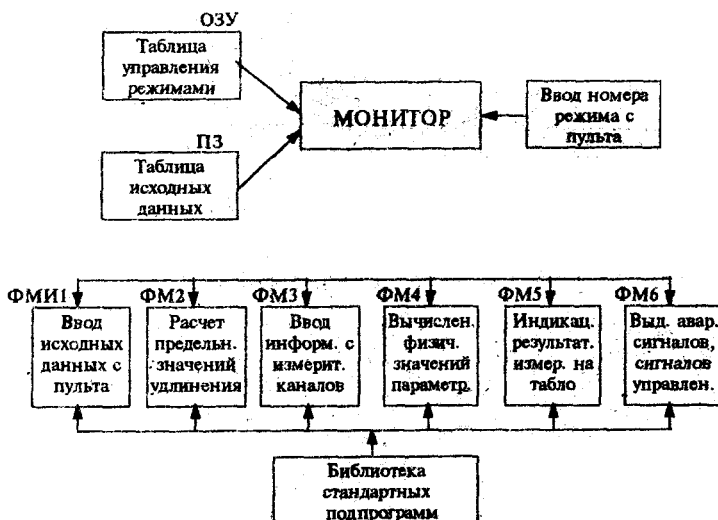 ОЗУ
Таблица
управления
режимами
МОНИТОР
Ввод номера
режима с
пульта
ПЗ
Таблица
исходных
данных
ФМИ1
ФМ2
ФМ3
ФМ4
ФМ5
ФМ6
Ввод
исходных
данных с
пульта
Расчет
предельн.
значений
удлинения
Ввод
информ. с
измерит.
каналов
Вычислен.
физич.
значений
параметр.
Индикац.
результат.
измер. на
табло
Выд. авар.
сигналов,
сигналов
управлен.
Библиотека
стандартных
подпрограмм